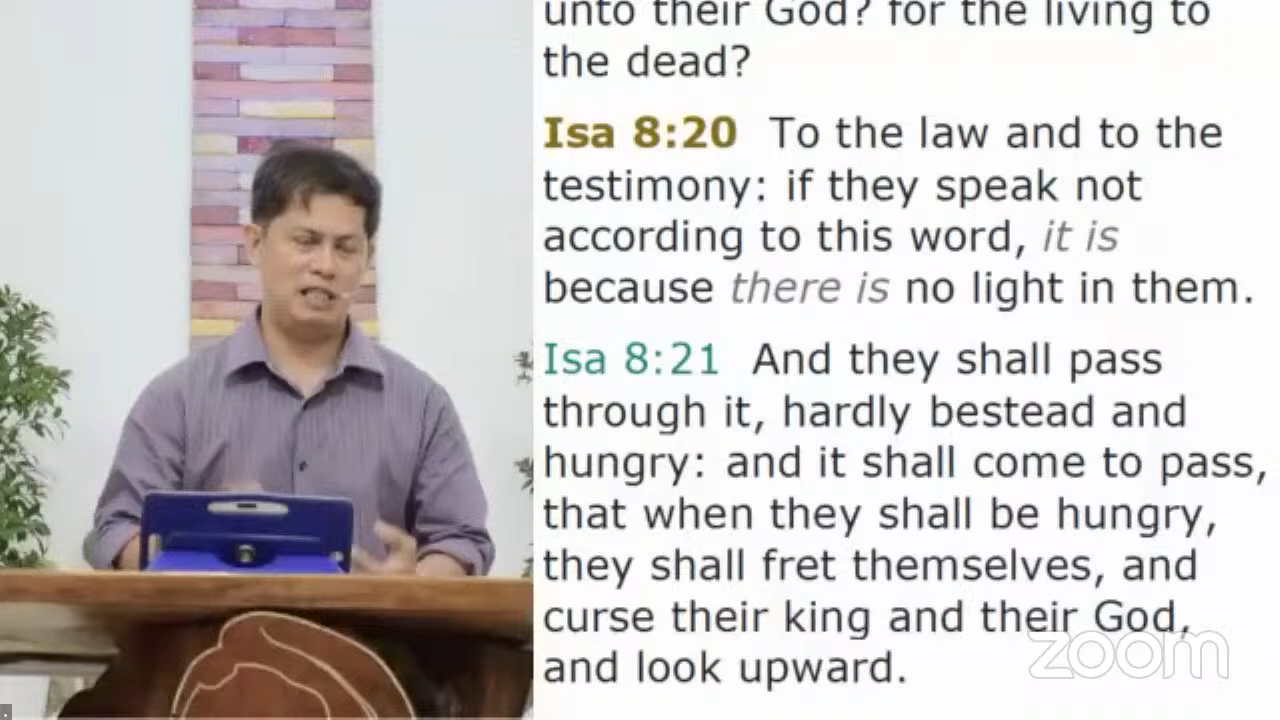 unto their God? for the living to
the dead?
Isa 8:20 To the law and to the
testimony: if they speak not
according to this word, it is
because there is no light in them.
Isa 8:21 And they shall pass
through it, hardly bestead and
hungry: and it shall come to pass,
that when they shall be hungry,
they shall fret themselves, and
curse their king and their God,
and look upward.
zoom